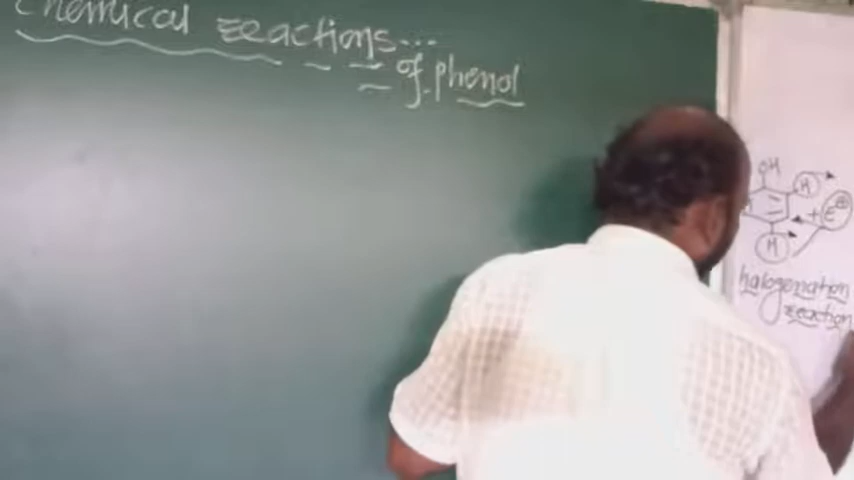 chemical reactions...
of phenol
OH
H
+ E⊕
H
halogenation
reaction